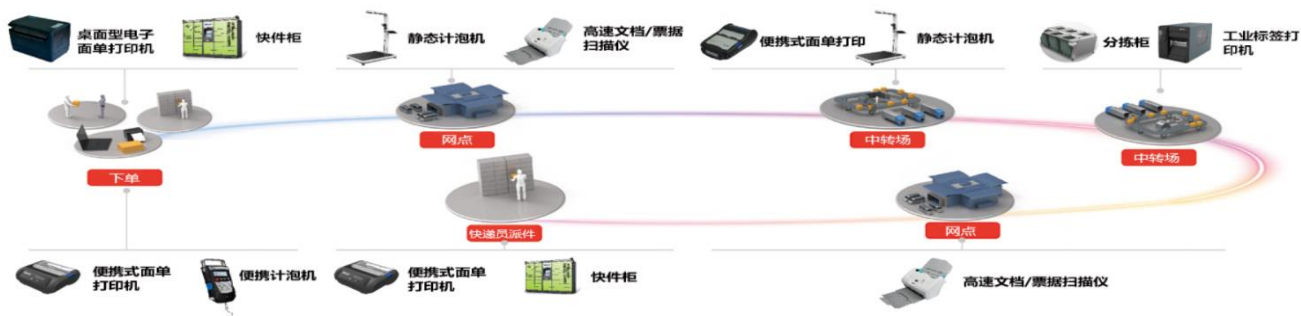 桌面型电子
面单打印机
快件柜
静态计泡机
高速文档/票据
扫描仪
便携式面单打印
静态计泡机
分拣柜
工业标签打
印机
下单
网点
中转场
中转场
快递员派件
网点
便携式面单
打印机
便携计泡机
便携式面单
打印机
快件柜
高速文档/票据扫描仪